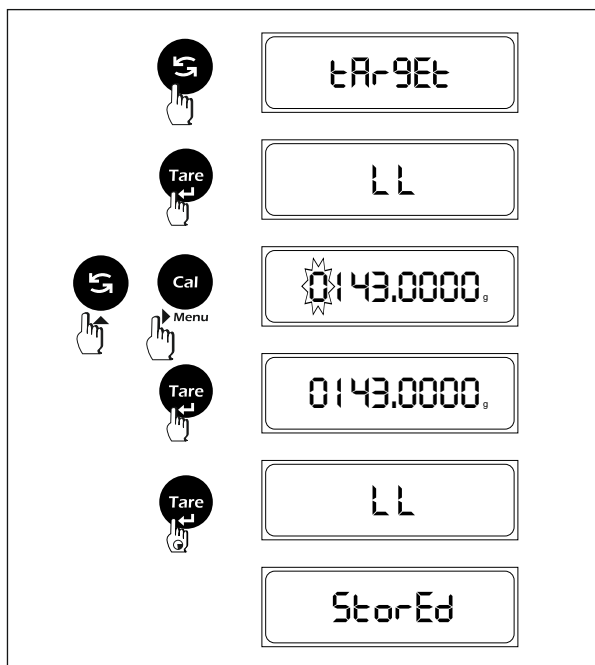 tArgEt
Tare
LL
Cal
Menu
0143.0000 g
Tare
0143.0000 g
Tare
LL
StorEd